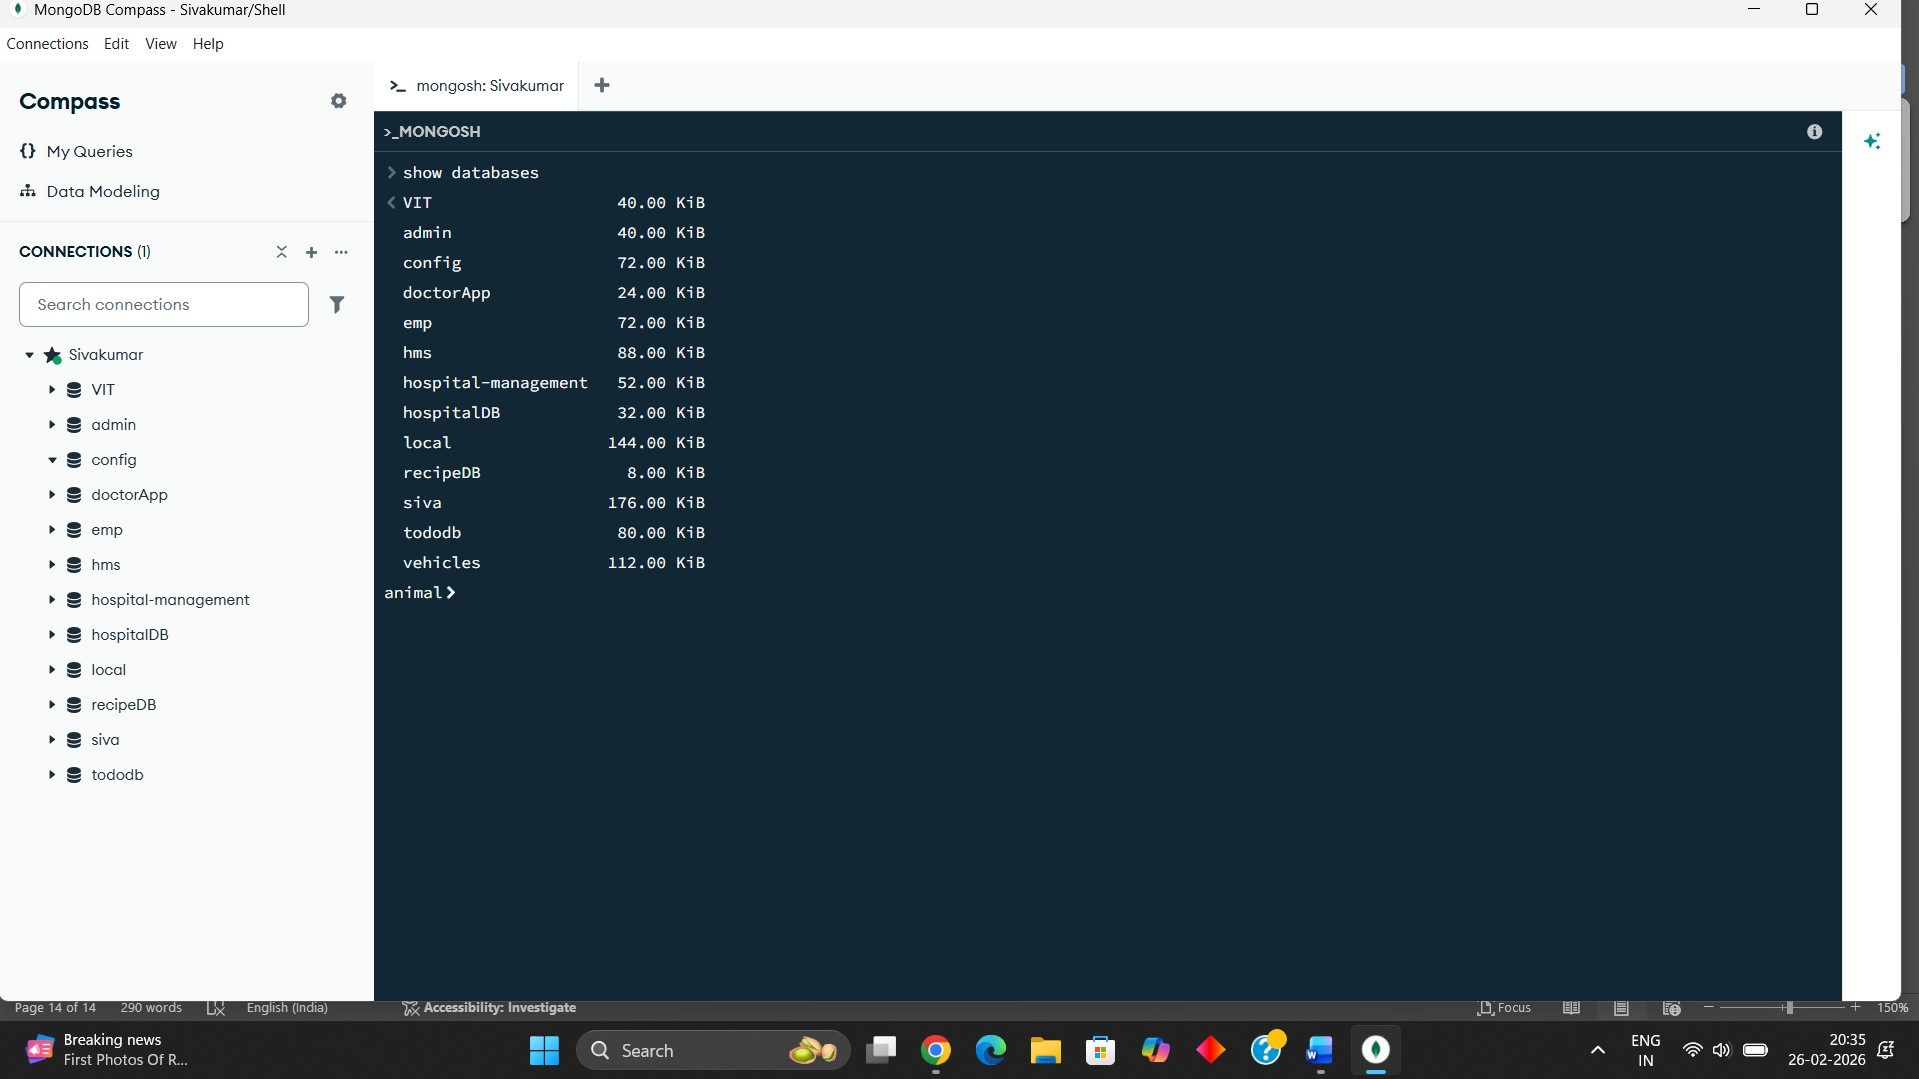 MongoDB Compass - Sivakumar/Shell
Connections Edit View Help
Compass
My Queries
Data Modeling
CONNECTIONS (1)
Search connections
Sivakumar
VIT
admin
config
doctorApp
emp
hms
hospital-management
hospitalDB
local
recipeDB
siva
tododb
>_ mongosh: Sivakumar
>_MONGOSH
show databases
VIT 40.00 KiB
admin 40.00 KiB
config 72.00 KiB
doctorApp 24.00 KiB
emp 72.00 KiB
hms 88.00 KiB
hospital-management 52.00 KiB
hospitalDB 32.00 KiB
local 144.00 KiB
recipeDB 8.00 KiB
siva 176.00 KiB
tododb 80.00 KiB
vehicles 112.00 KiB
animal>
Page 14 of 14 290 words English (India) Accessibility: Investigate Focus 150%
Breaking news
First Photos Of R...
Search
ENG
IN
20:35
26-02-2026